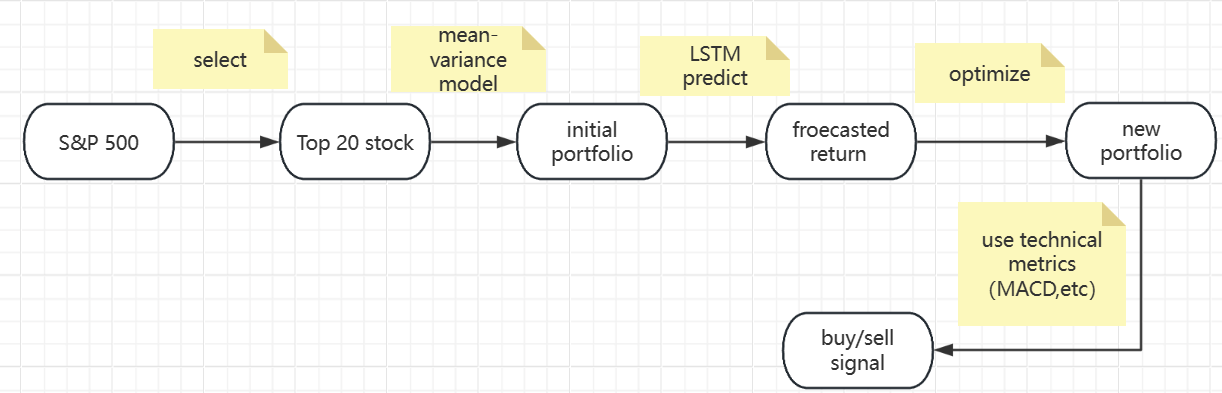 select
mean-
variance
model
LSTM
predict
optimize
S&P 500
Top 20 stock
initial
portfolio
froecasted
return
new
portfolio
use technical
metrics
(MACD,etc)
buy/sell
signal